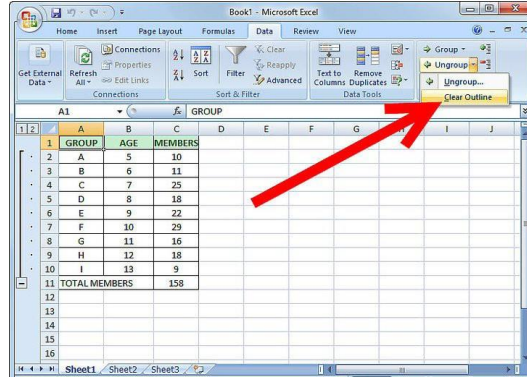 Book1 - Microsoft Excel
Home Insert Page Layout Formulas Data Review View
Get External Data
Refresh All
Connections
Properties
Edit Links
Connections
Sort
Filter
Clear
Reapply
Advanced
Sort & Filter
Text to Columns
Remove Duplicates
Data Tools
Group
Ungroup
Ungroup...
Clear Outline
A1 fx GROUP
1 2 A B C D E F G H I J
1 GROUP AGE MEMBERS
2 A 5 10
3 B 6 11
4 C 7 25
5 D 8 18
6 E 9 22
7 F 10 29
8 G 11 16
9 H 12 18
10 I 13 9
11 TOTAL MEMBERS 158
12
13
14
15
16
Sheet1 Sheet2 Sheet3